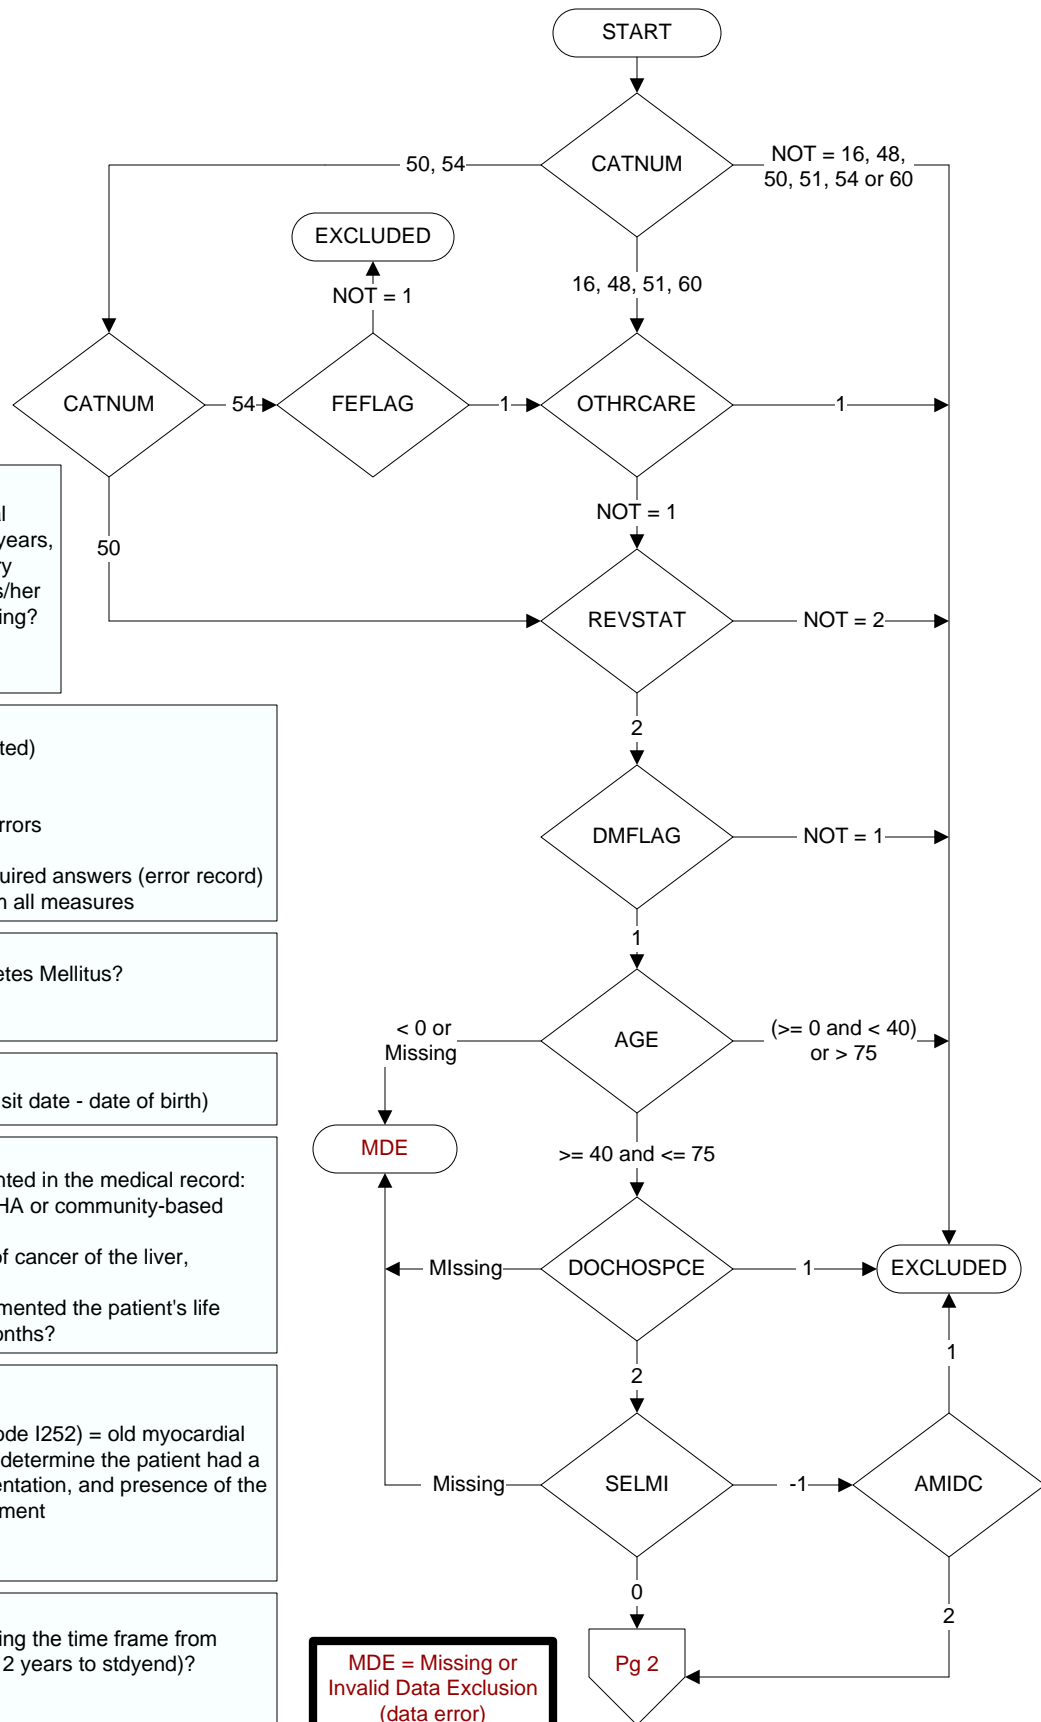 START
CATNUM
50, 54
NOT = 16, 48,
50, 51, 54 or 60
EXCLUDED
NOT = 1
16, 48, 51, 60
CATNUM
54
FEFLAG
1
OTHRCARE
1
50
NOT = 1
REVSTAT
NOT = 2
2
DMFLAG
NOT = 1
1
< 0 or
Missing
AGE
(>= 0 and < 40)
or > 75
MDE
>= 40 and <= 75
MIssing
DOCHOSPCE
1
EXCLUDED
2
1
Missing
SELMI
-1
AMIDC
0
2
Pg 2
MDE = Missing or
Invalid Data Exclusion
(data error)
years,
s/her
ing?
ted)
rrors
uired answers (error record)
m all measures
etes Mellitus?
sit date - date of birth)
nted in the medical record:
HA or community-based
of cancer of the liver,
mented the patient's life
onths?
ode I252) = old myocardial
determine the patient had a
entation, and presence of the
ment
ing the time frame from
2 years to stdyend)?